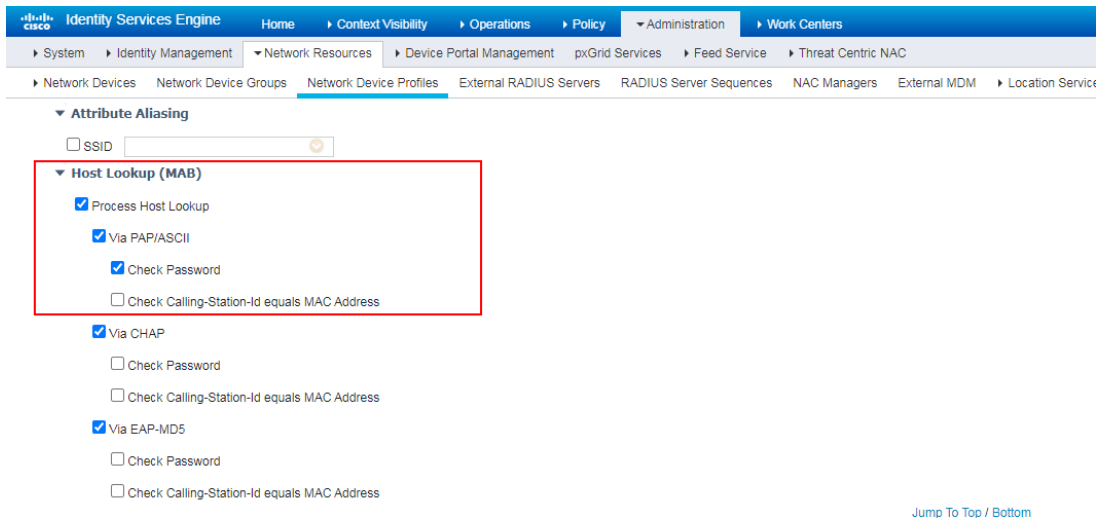 cisco Identity Services Engine Home Context Visibility Operations Policy Administration Work Centers
System Identity Management Network Resources Device Portal Management pxGrid Services Feed Service Threat Centric NAC
Network Devices Network Device Groups Network Device Profiles External RADIUS Servers RADIUS Server Sequences NAC Managers External MDM Location Service
Attribute Aliasing
SSID
Host Lookup (MAB)
Process Host Lookup
Via PAP/ASCII
Check Password
Check Calling-Station-Id equals MAC Address
Via CHAP
Check Password
Check Calling-Station-Id equals MAC Address
Via EAP-MD5
Check Password
Check Calling-Station-Id equals MAC Address
Jump To Top / Bottom